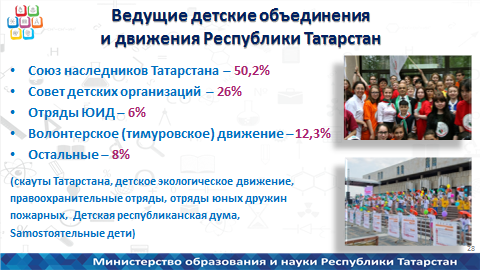 Ведущие детские объединения
и движения Республики Татарстан
• Союз наследников Татарстана – 50,2%
• Совет детских организаций – 26%
• Отряды ЮИД – 6%
• Волонтерское (тимуровское) движение – 12,3%
• Остальные – 8%
(скауты Татарстана, детское экологическое движение,
правоохранительные отряды, отряды юных дружин
пожарных, Детская республиканская дума,
Saмостоятельные дети)
28
Министерство образования и науки Республики Татарстан